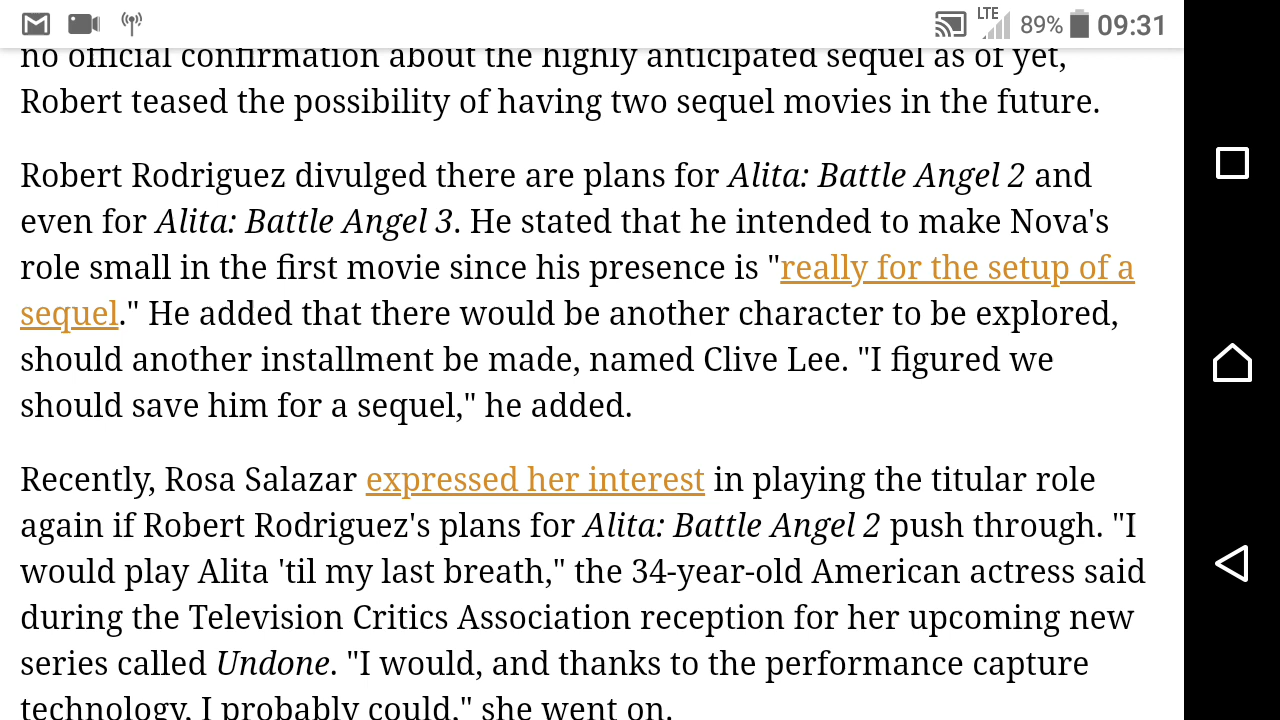 LTE 89% 09:31
no official confirmation about the highly anticipated sequel as of yet,
Robert teased the possibility of having two sequel movies in the future.
Robert Rodriguez divulged there are plans for Alita: Battle Angel 2 and
even for Alita: Battle Angel 3. He stated that he intended to make Nova's
role small in the first movie since his presence is "really for the setup of a
sequel." He added that there would be another character to be explored,
should another installment be made, named Clive Lee. "I figured we
should save him for a sequel," he added.
Recently, Rosa Salazar expressed her interest in playing the titular role
again if Robert Rodriguez's plans for Alita: Battle Angel 2 push through. "I
would play Alita 'til my last breath," the 34-year-old American actress said
during the Television Critics Association reception for her upcoming new
series called Undone. "I would, and thanks to the performance capture
technology, I probably could," she went on.